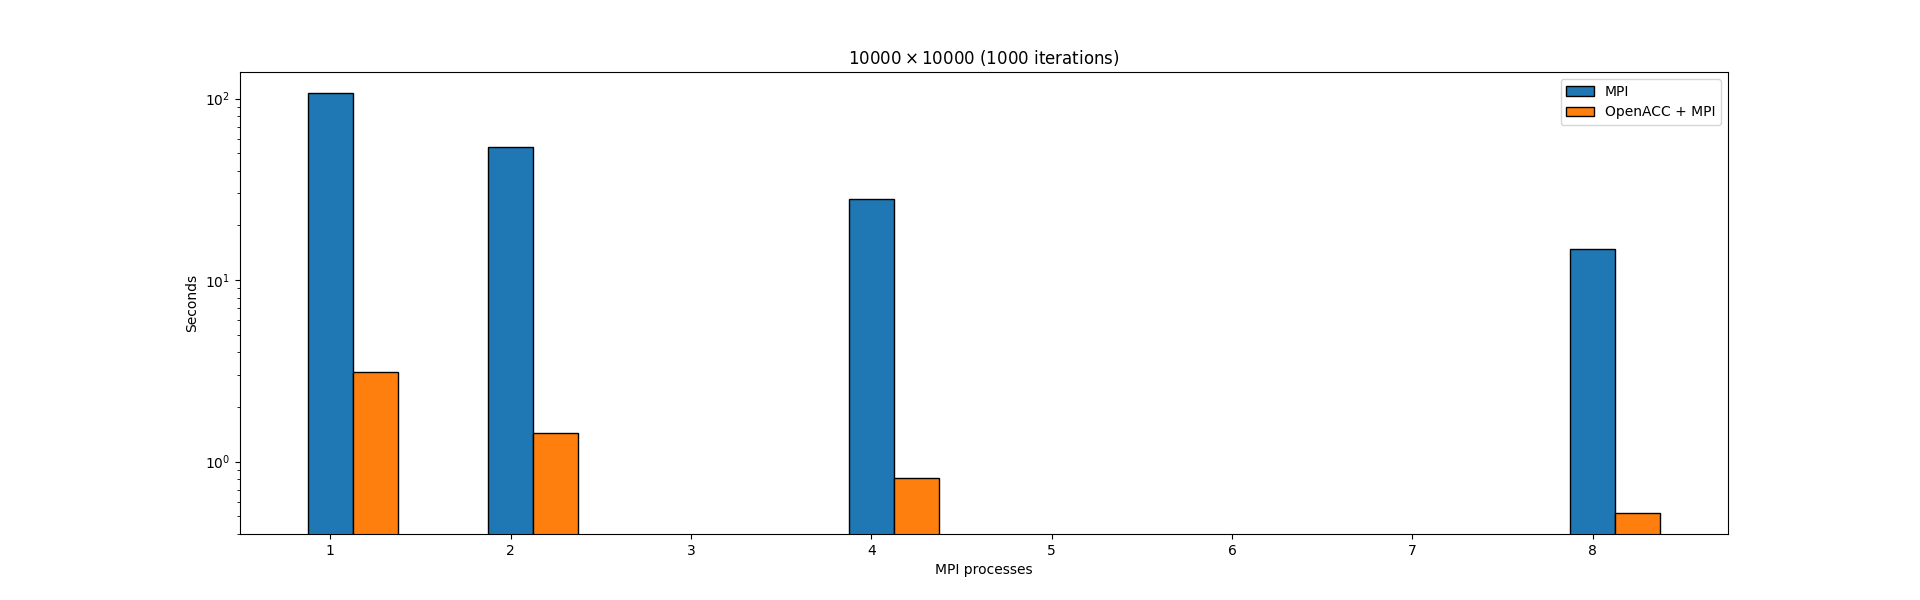 10000 × 10000 (1000 iterations)
MPI
OpenACC + MPI
10²
10¹
10⁰
Seconds
1 2 3 4 5 6 7 8
MPI processes